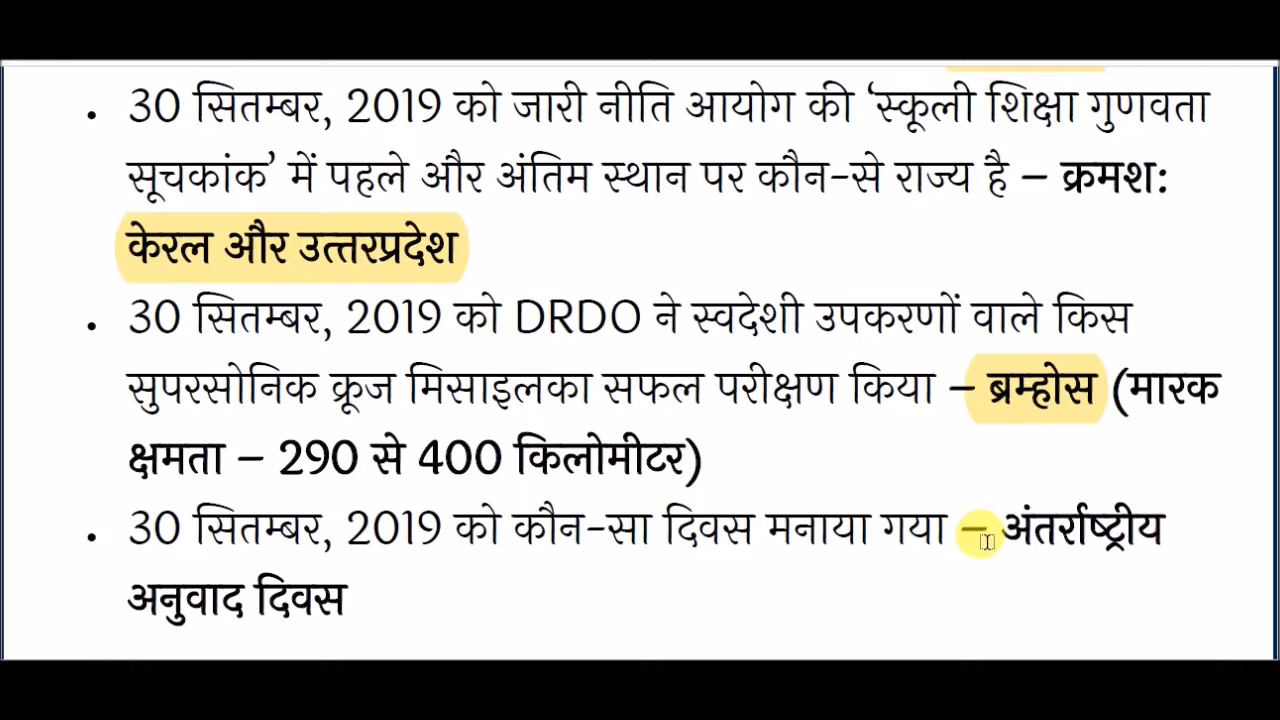 • 30 सितम्बर, 2019 को जारी नीति आयोग की ‘स्कूली शिक्षा गुणवता
सूचकांक’ में पहले और अंतिम स्थान पर कौन-से राज्य है – क्रमश:
केरल और उत्तरप्रदेश
• 30 सितम्बर, 2019 को DRDO ने स्वदेशी उपकरणों वाले किस
सुपरसोनिक क्रूज मिसाइलका सफल परीक्षण किया – ब्रम्होस (मारक
क्षमता – 290 से 400 किलोमीटर)
• 30 सितम्बर, 2019 को कौन-सा दिवस मनाया गया – अंतर्राष्ट्रीय
अनुवाद दिवस